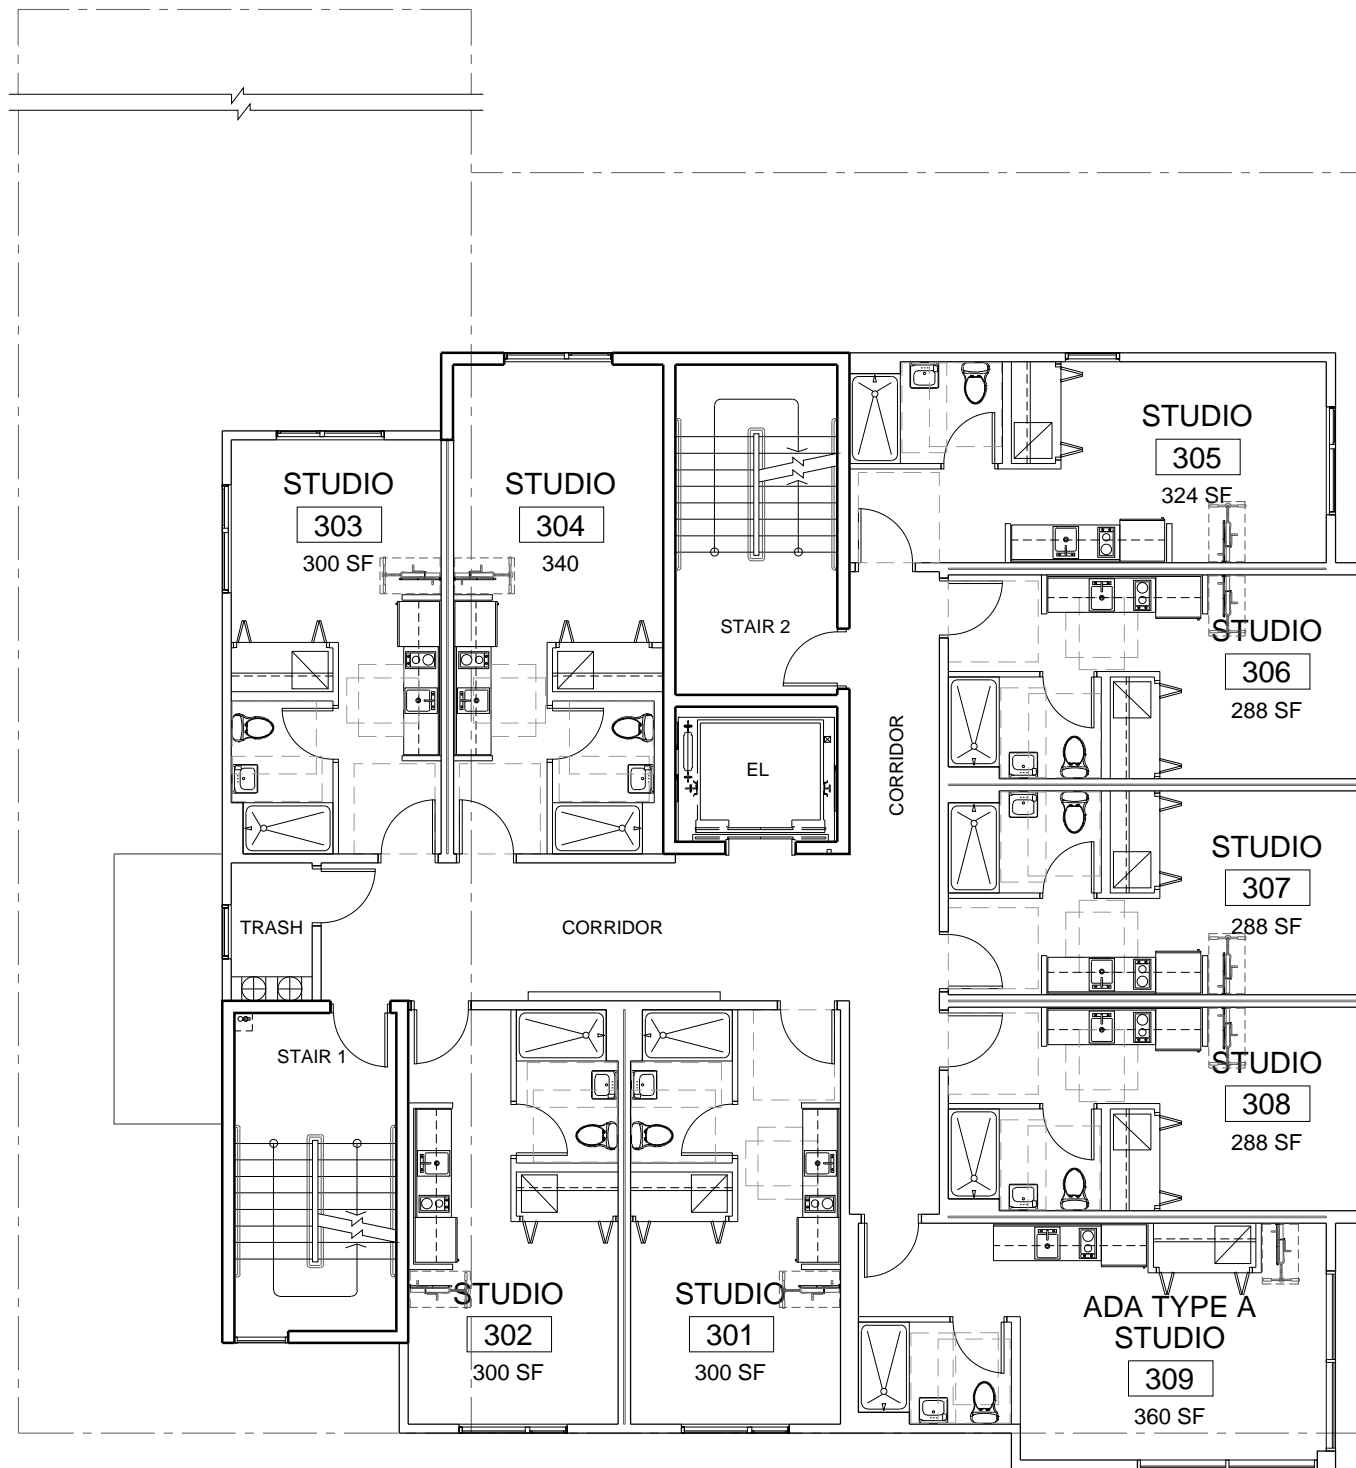 STUDIO
305
324 SF
STUDIO
303
300 SF
STUDIO
304
340
STAIR 2
STUDIO
306
288 SF
CORRIDOR
EL
STUDIO
307
288 SF
TRASH
CORRIDOR
STAIR 1
STUDIO
308
288 SF
STUDIO
302
300 SF
STUDIO
301
300 SF
ADA TYPE A
STUDIO
309
360 SF